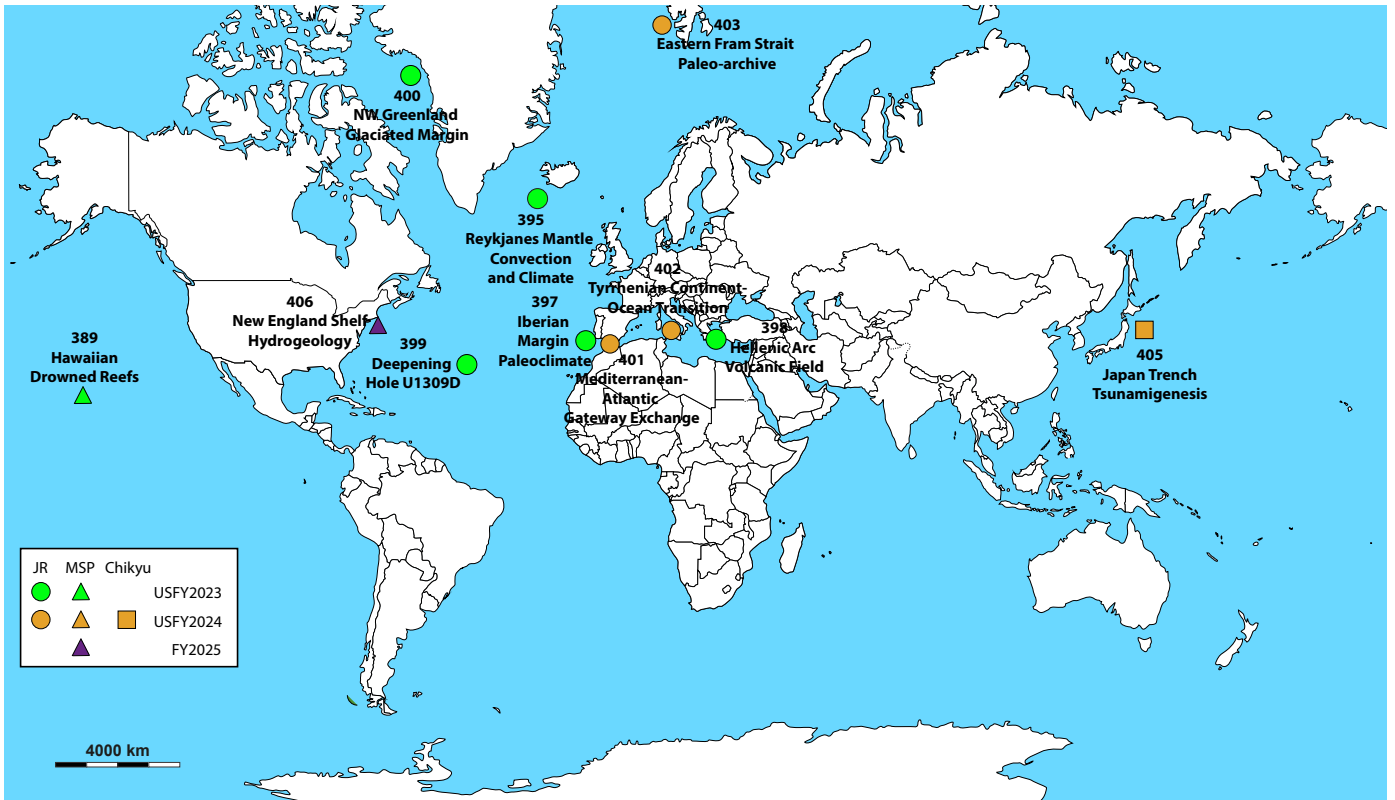 403
Eastern Fram Strait
Paleo-archive
400
NW Greenland
Glaciated Margin
395
Reykjanes Mantle
Convection
and Climate
402
Tyrrhenian Continent-
Ocean Transition
397
Iberian
Margin
Paleoclimate
406
New England Shelf
Hydrogeology
398
Hellenic Arc
Volcanic Field
389
Hawaiian
Drowned Reefs
399
Deepening
Hole U1309D
401
Mediterranean-
Atlantic
Gateway Exchange
405
Japan Trench
Tsunamigenesis
JR MSP Chikyu
USFY2023
USFY2024
FY2025
4000 km